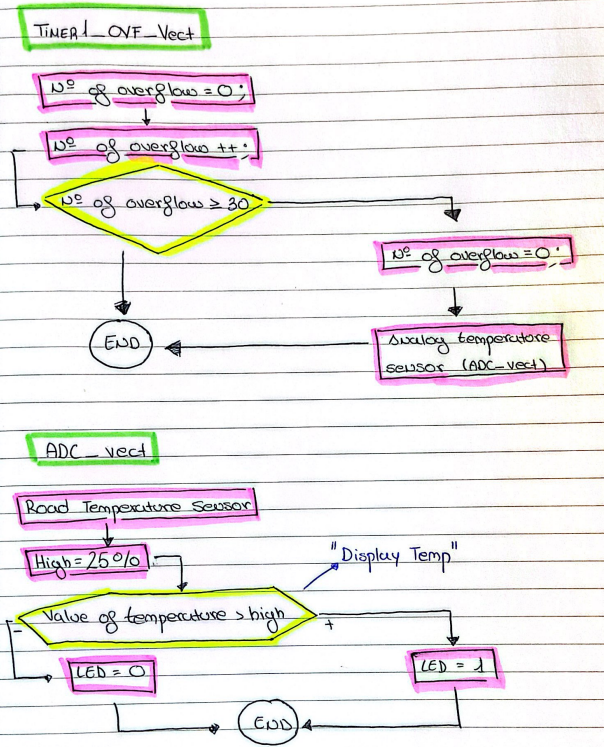 TIMER1_OVF_Vect
Nº of overflow = 0;
Nº of overflow ++;
Nº of overflow ≥ 30
Nº of overflow = 0;
Analog temperature
sensor (ADC_vect)
END
ADC_vect
Road Temperature Sensor
High = 25%
"Display Temp"
Value of temperature > high
-
+
LED = 0
LED = 1
END